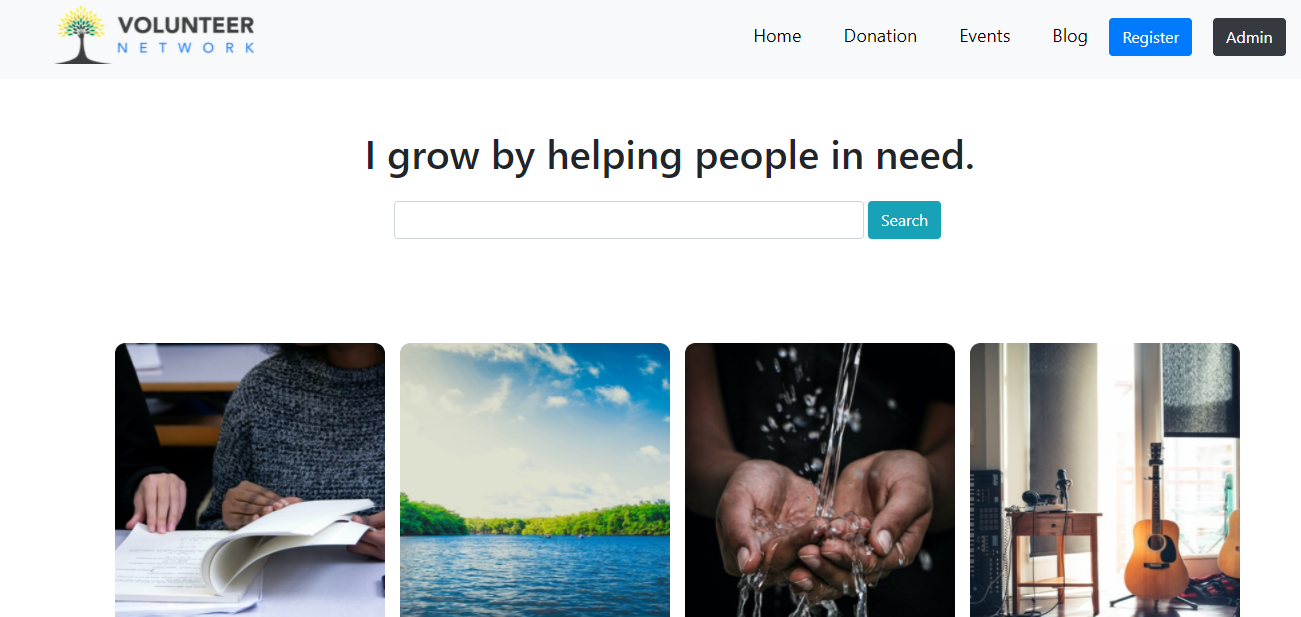 VOLUNTEER
NETWORK
Home Donation Events Blog Register Admin
I grow by helping people in need.
Search